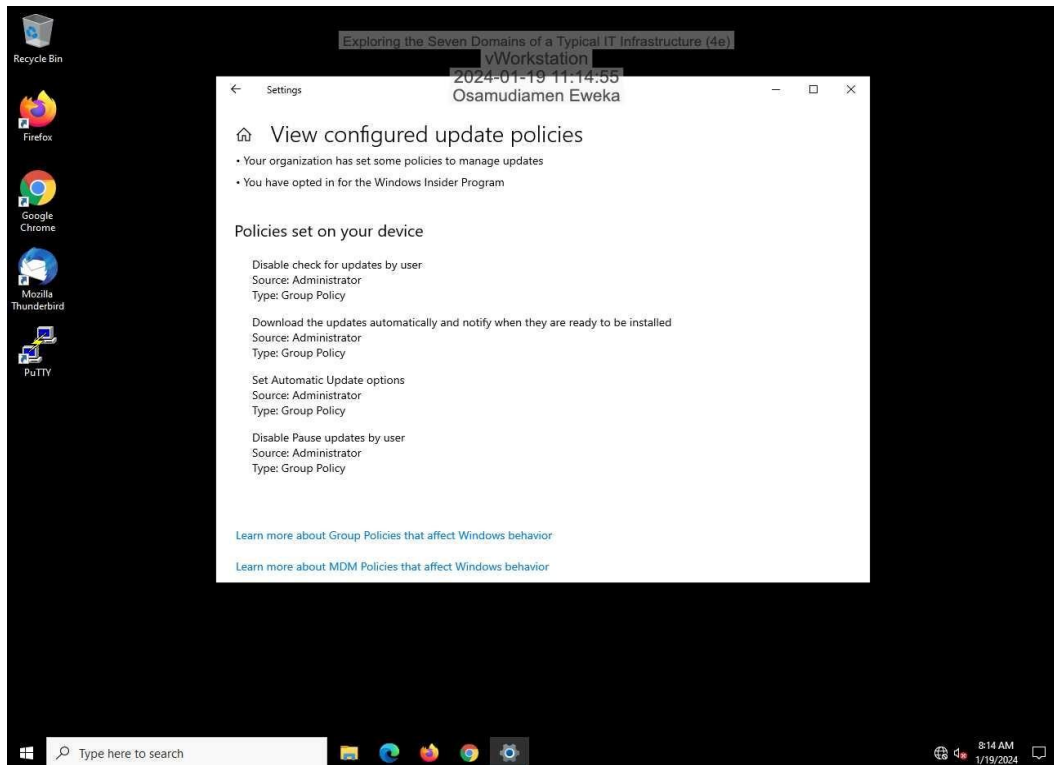 Exploring the Seven Domains of a Typical IT Infrastructure (4e)
vWorkstation
2024-01-19 11:14:55
Osamudiamen Eweka
Recycle Bin
Firefox
Google
Chrome
Mozilla
Thunderbird
PuTTY
Settings
View configured update policies
• Your organization has set some policies to manage updates
• You have opted in for the Windows Insider Program
Policies set on your device
Disable check for updates by user
Source: Administrator
Type: Group Policy
Download the updates automatically and notify when they are ready to be installed
Source: Administrator
Type: Group Policy
Set Automatic Update options
Source: Administrator
Type: Group Policy
Disable Pause updates by user
Source: Administrator
Type: Group Policy
Learn more about Group Policies that affect Windows behavior
Learn more about MDM Policies that affect Windows behavior
Type here to search
8:14 AM
1/19/2024